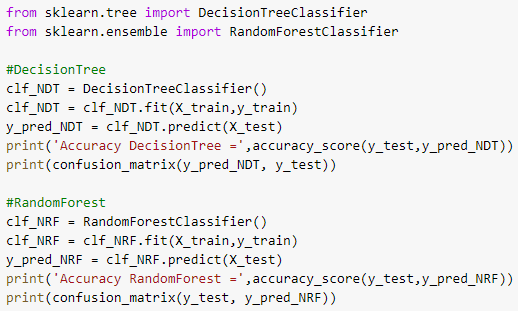 from sklearn.tree import DecisionTreeClassifier
from sklearn.ensemble import RandomForestClassifier
#DecisionTree
clf_NDT = DecisionTreeClassifier()
clf_NDT = clf_NDT.fit(X_train,y_train)
y_pred_NDT = clf_NDT.predict(X_test)
print('Accuracy DecisionTree =',accuracy_score(y_test,y_pred_NDT))
print(confusion_matrix(y_pred_NDT, y_test))
#RandomForest
clf_NRF = RandomForestClassifier()
clf_NRF = clf_NRF.fit(X_train,y_train)
y_pred_NRF = clf_NRF.predict(X_test)
print('Accuracy RandomForest =',accuracy_score(y_test,y_pred_NRF))
print(confusion_matrix(y_test, y_pred_NRF))